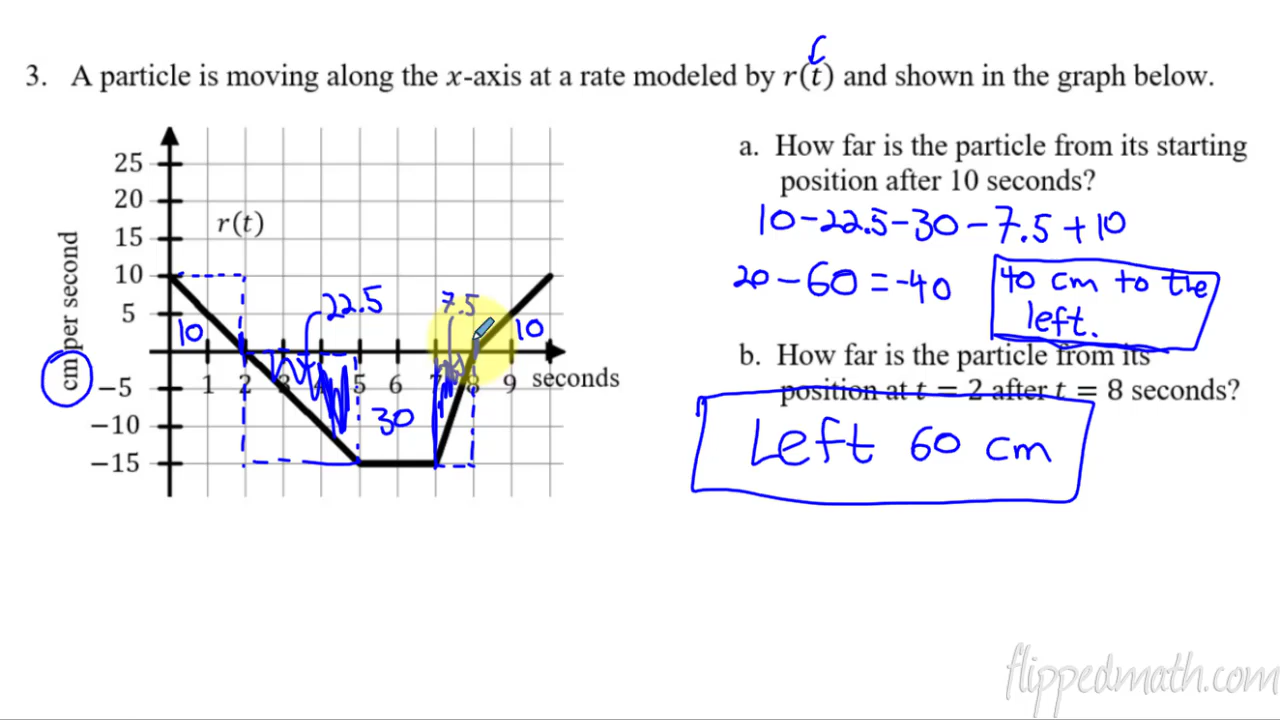 3. A particle is moving along the x-axis at a rate modeled by r(t) and shown in the graph below.
25
20
15
10
5
-5
-10
-15
cm per second
r(t)
1 2 3 4 5 6 7 8 9 seconds
10
22.5
30
7.5
10
a. How far is the particle from its starting
position after 10 seconds?
10 - 22.5 - 30 - 7.5 + 10
20 - 60 = -40
40 cm to the
left.
b. How far is the particle from its
position at t = 2 after t = 8 seconds?
Left 60 cm
flippedmath.com